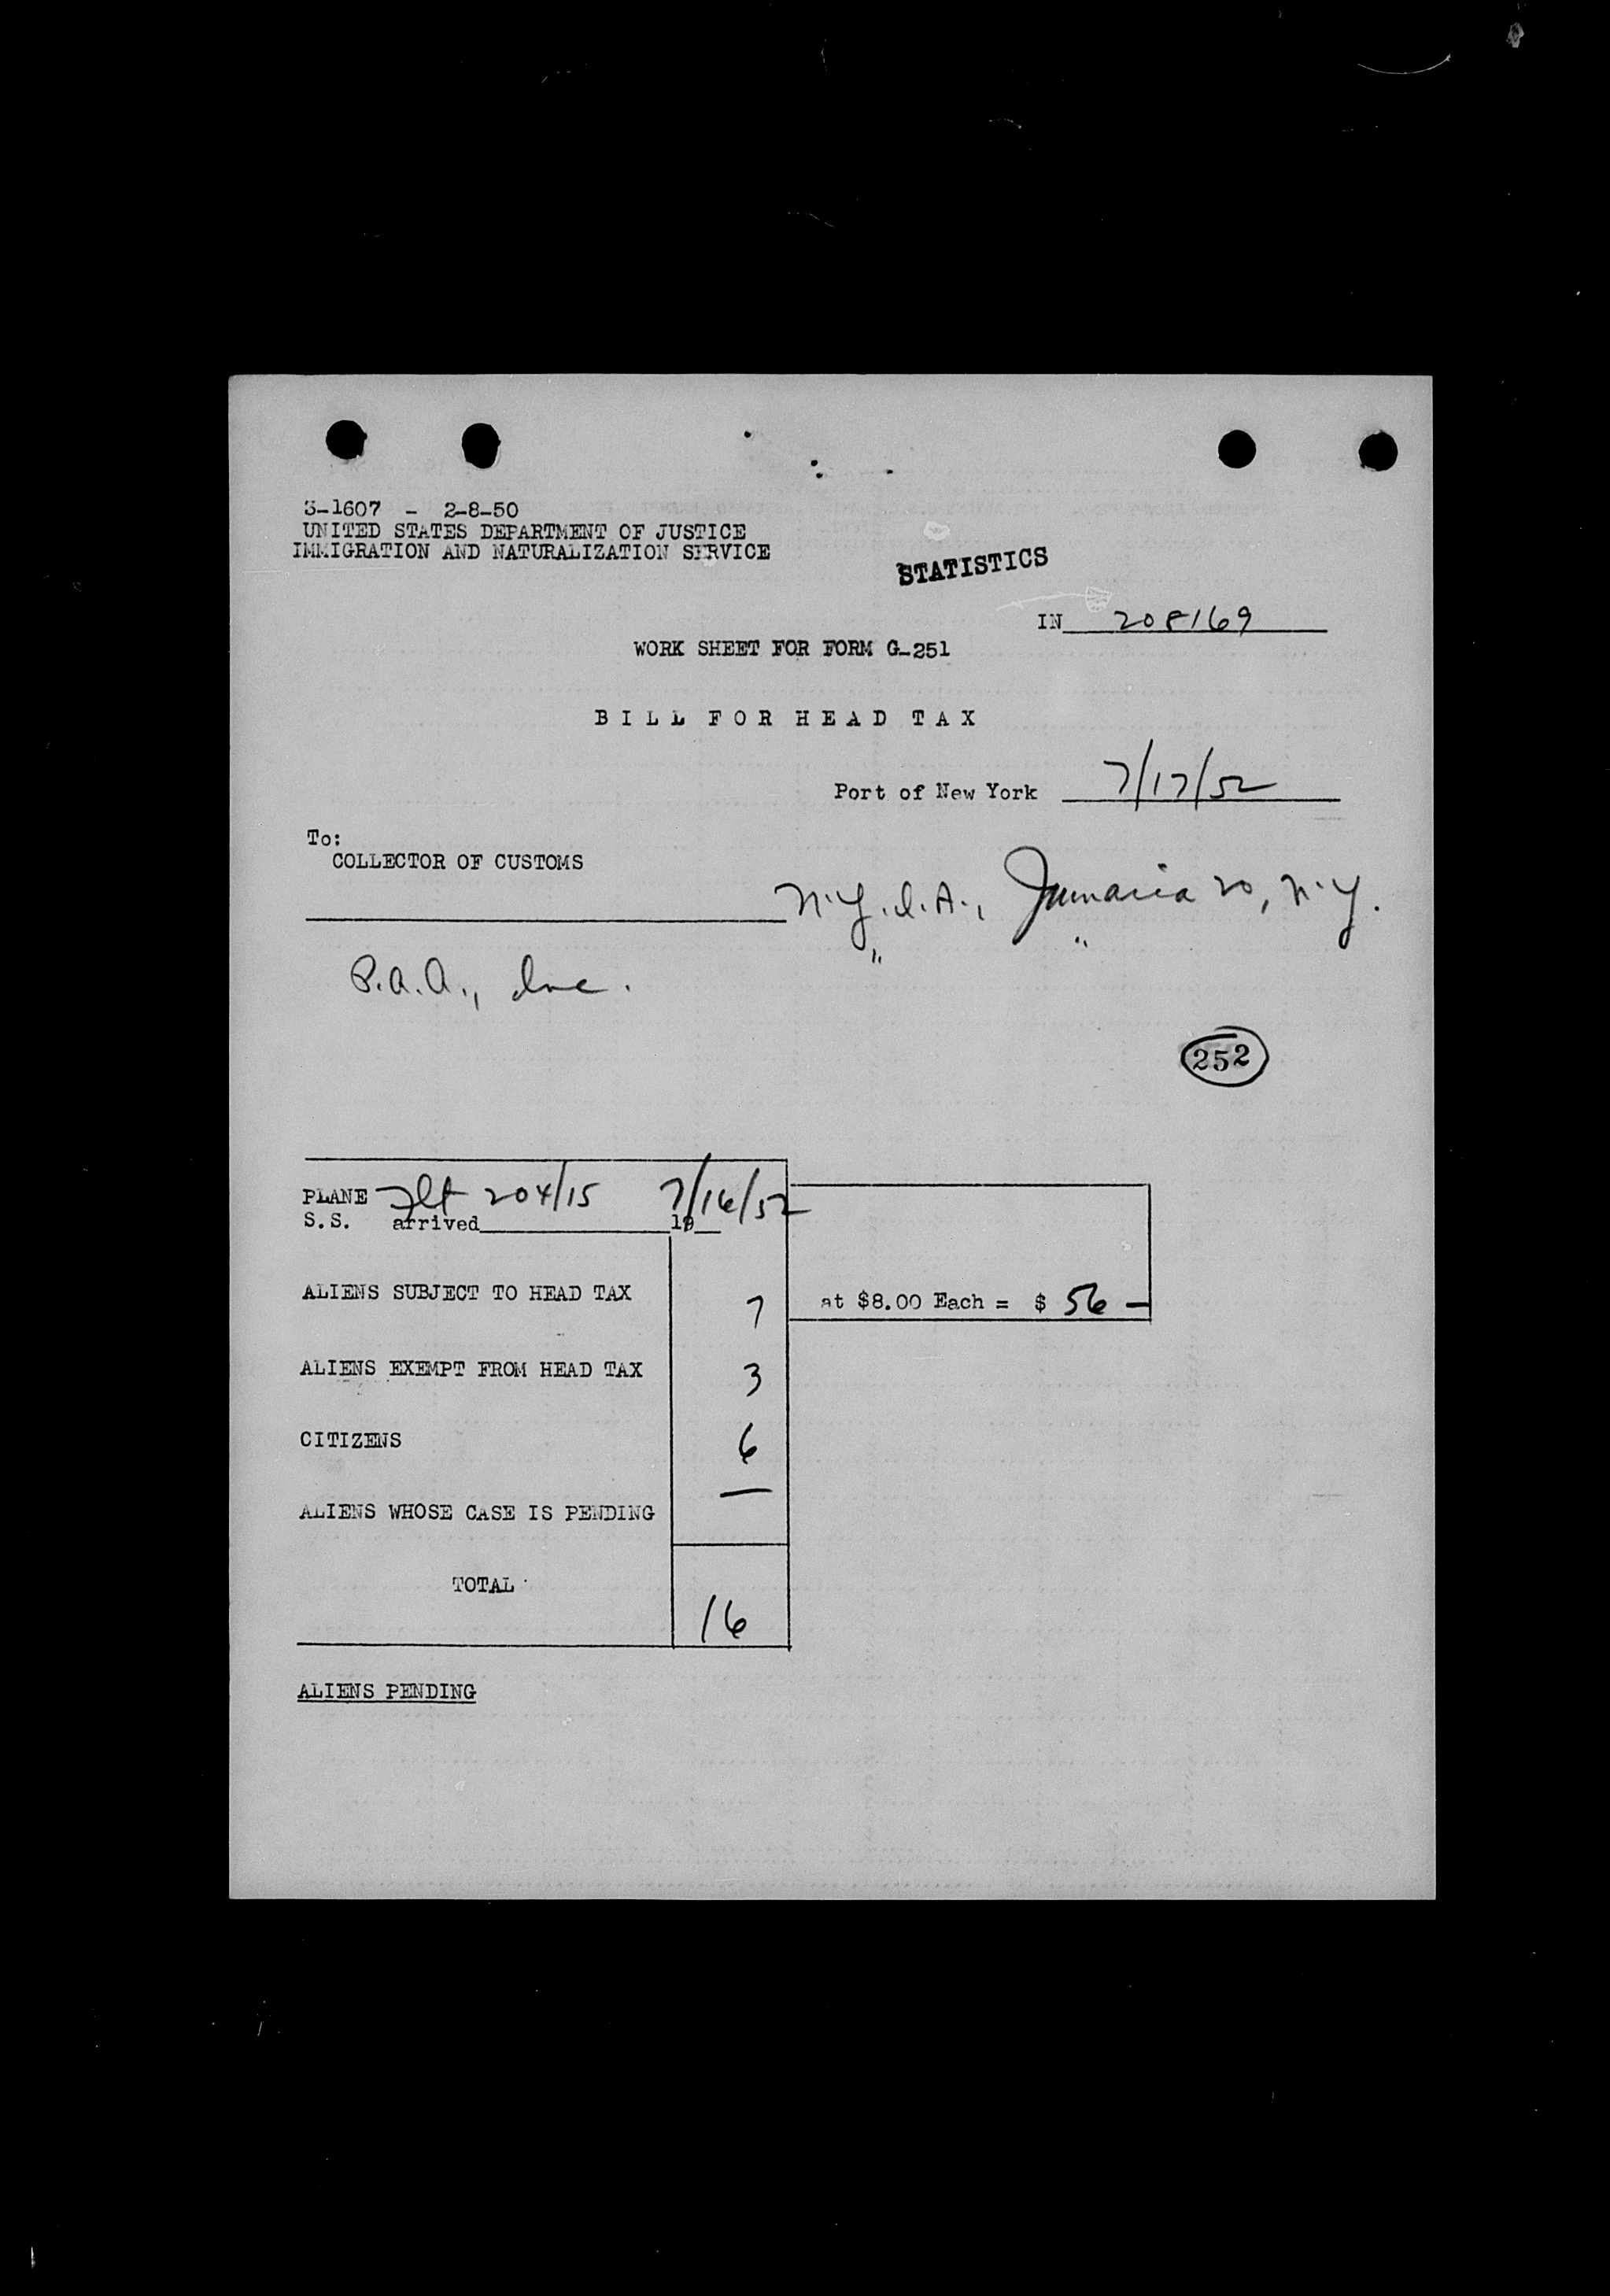 3-1607 - 2-8-50
UNITED STATES DEPARTMENT OF JUSTICE
IMMIGRATION AND NATURALIZATION SERVICE
STATISTICS
IN 208169
WORK SHEET FOR FORM G-251
BILL FOR HEAD TAX
Port of New York 7/17/52
To:
COLLECTOR OF CUSTOMS
N.Y.I.A., Jamaica 20, N.Y.
" "
P.A.A., Inc.
252
PLANE Flt 204/15 7/16/52
S.S. arrived 19
ALIENS SUBJECT TO HEAD TAX 7 at $8.00 Each = $ 56 —
ALIENS EXEMPT FROM HEAD TAX 3
CITIZENS 6
ALIENS WHOSE CASE IS PENDING —
TOTAL 16
ALIENS PENDING